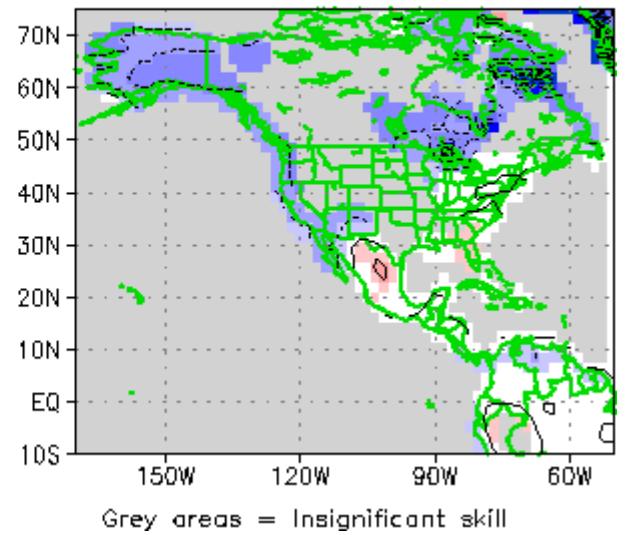 70N
60N
50N
40N
30N
20N
10N
EQ
10S
150W 120W 90W 60W
Grey areas = Insignificant skill